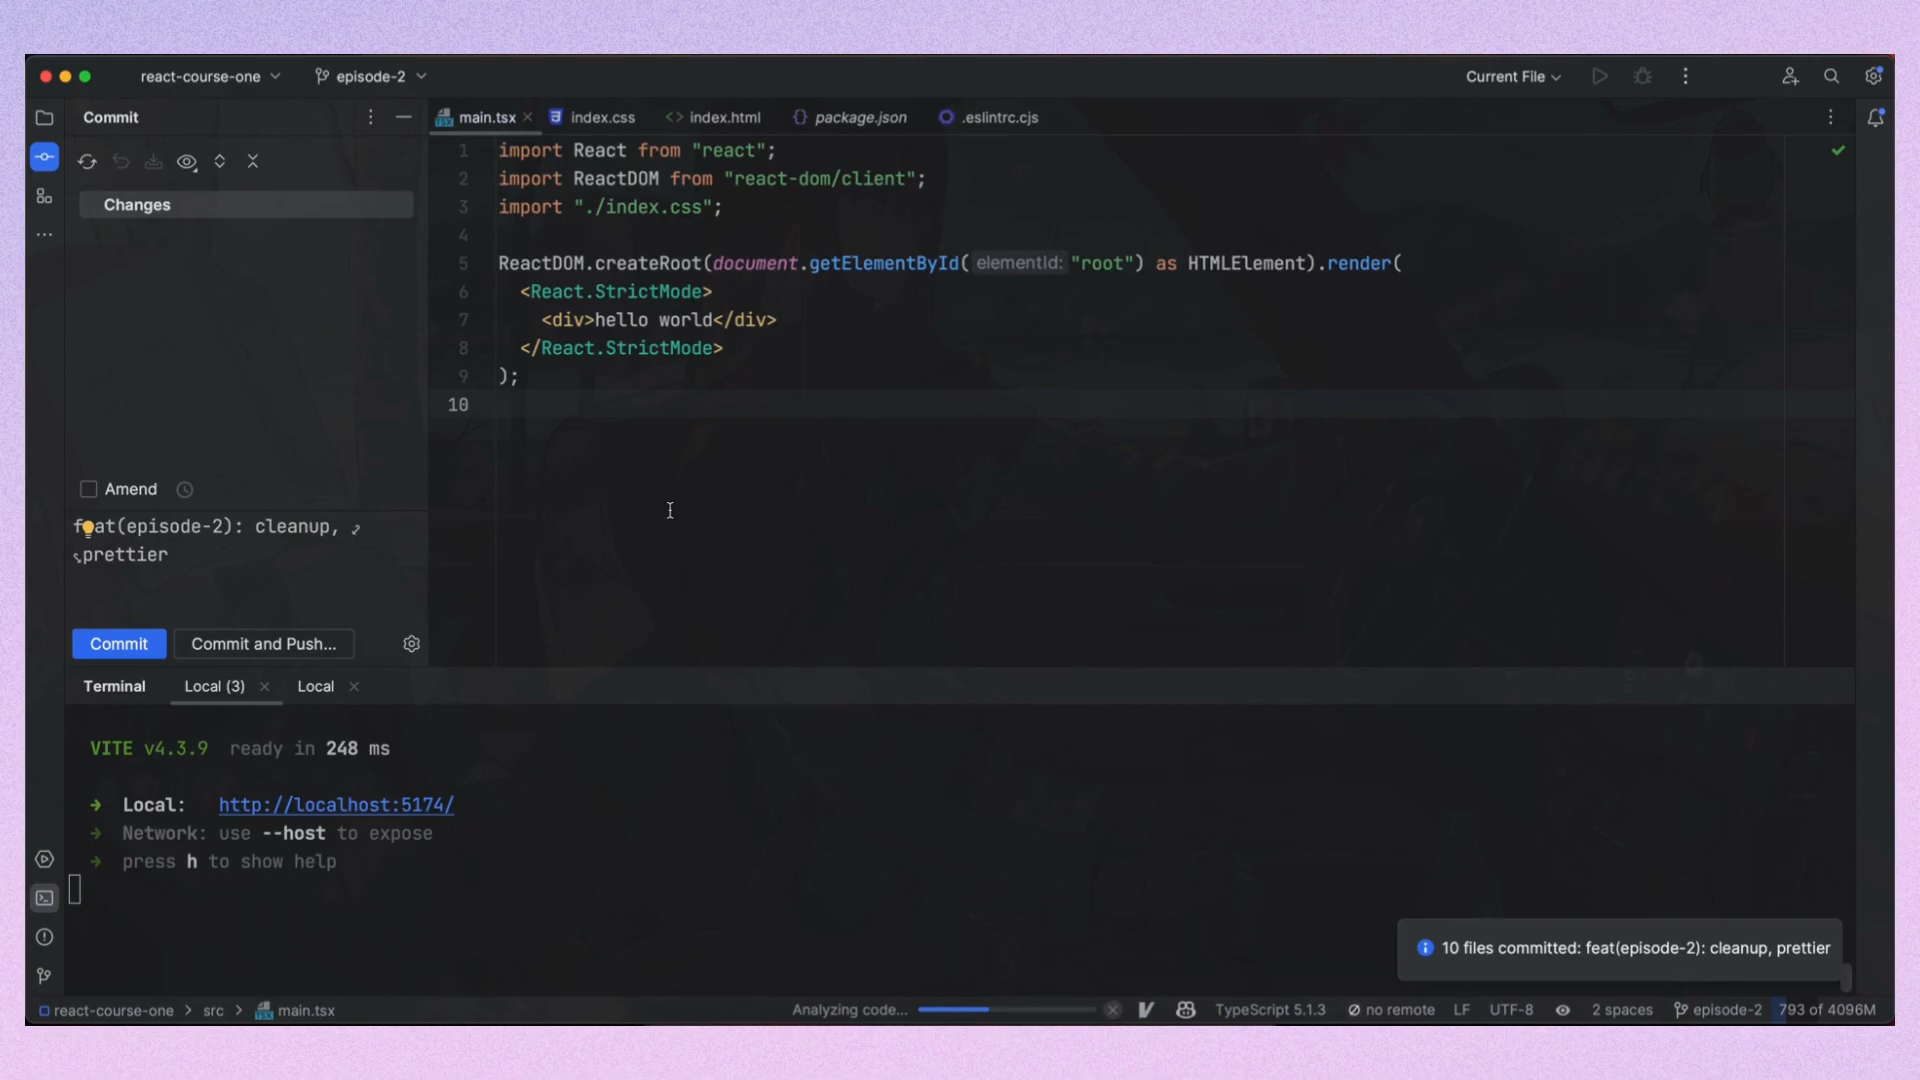 react-course-one
episode-2
Current File
Commit
main.tsx
index.css
index.html
package.json
.eslintrc.cjs
Changes
1 import React from "react";
2 import ReactDOM from "react-dom/client";
3 import "./index.css";
4
5 ReactDOM.createRoot(document.getElementById( elementId: "root") as HTMLElement).render(
6 <React.StrictMode>
7 <div>hello world</div>
8 </React.StrictMode>
9 );
10
Amend
feat(episode-2): cleanup,
prettier
Commit
Commit and Push...
Terminal
Local (3)
Local
VITE v4.3.9 ready in 248 ms
➜ Local: http://localhost:5174/
➜ Network: use --host to expose
➜ press h to show help
10 files committed: feat(episode-2): cleanup, prettier
react-course-one > src > main.tsx
Analyzing code...
TypeScript 5.1.3
no remote
LF
UTF-8
2 spaces
episode-2
793 of 4096M